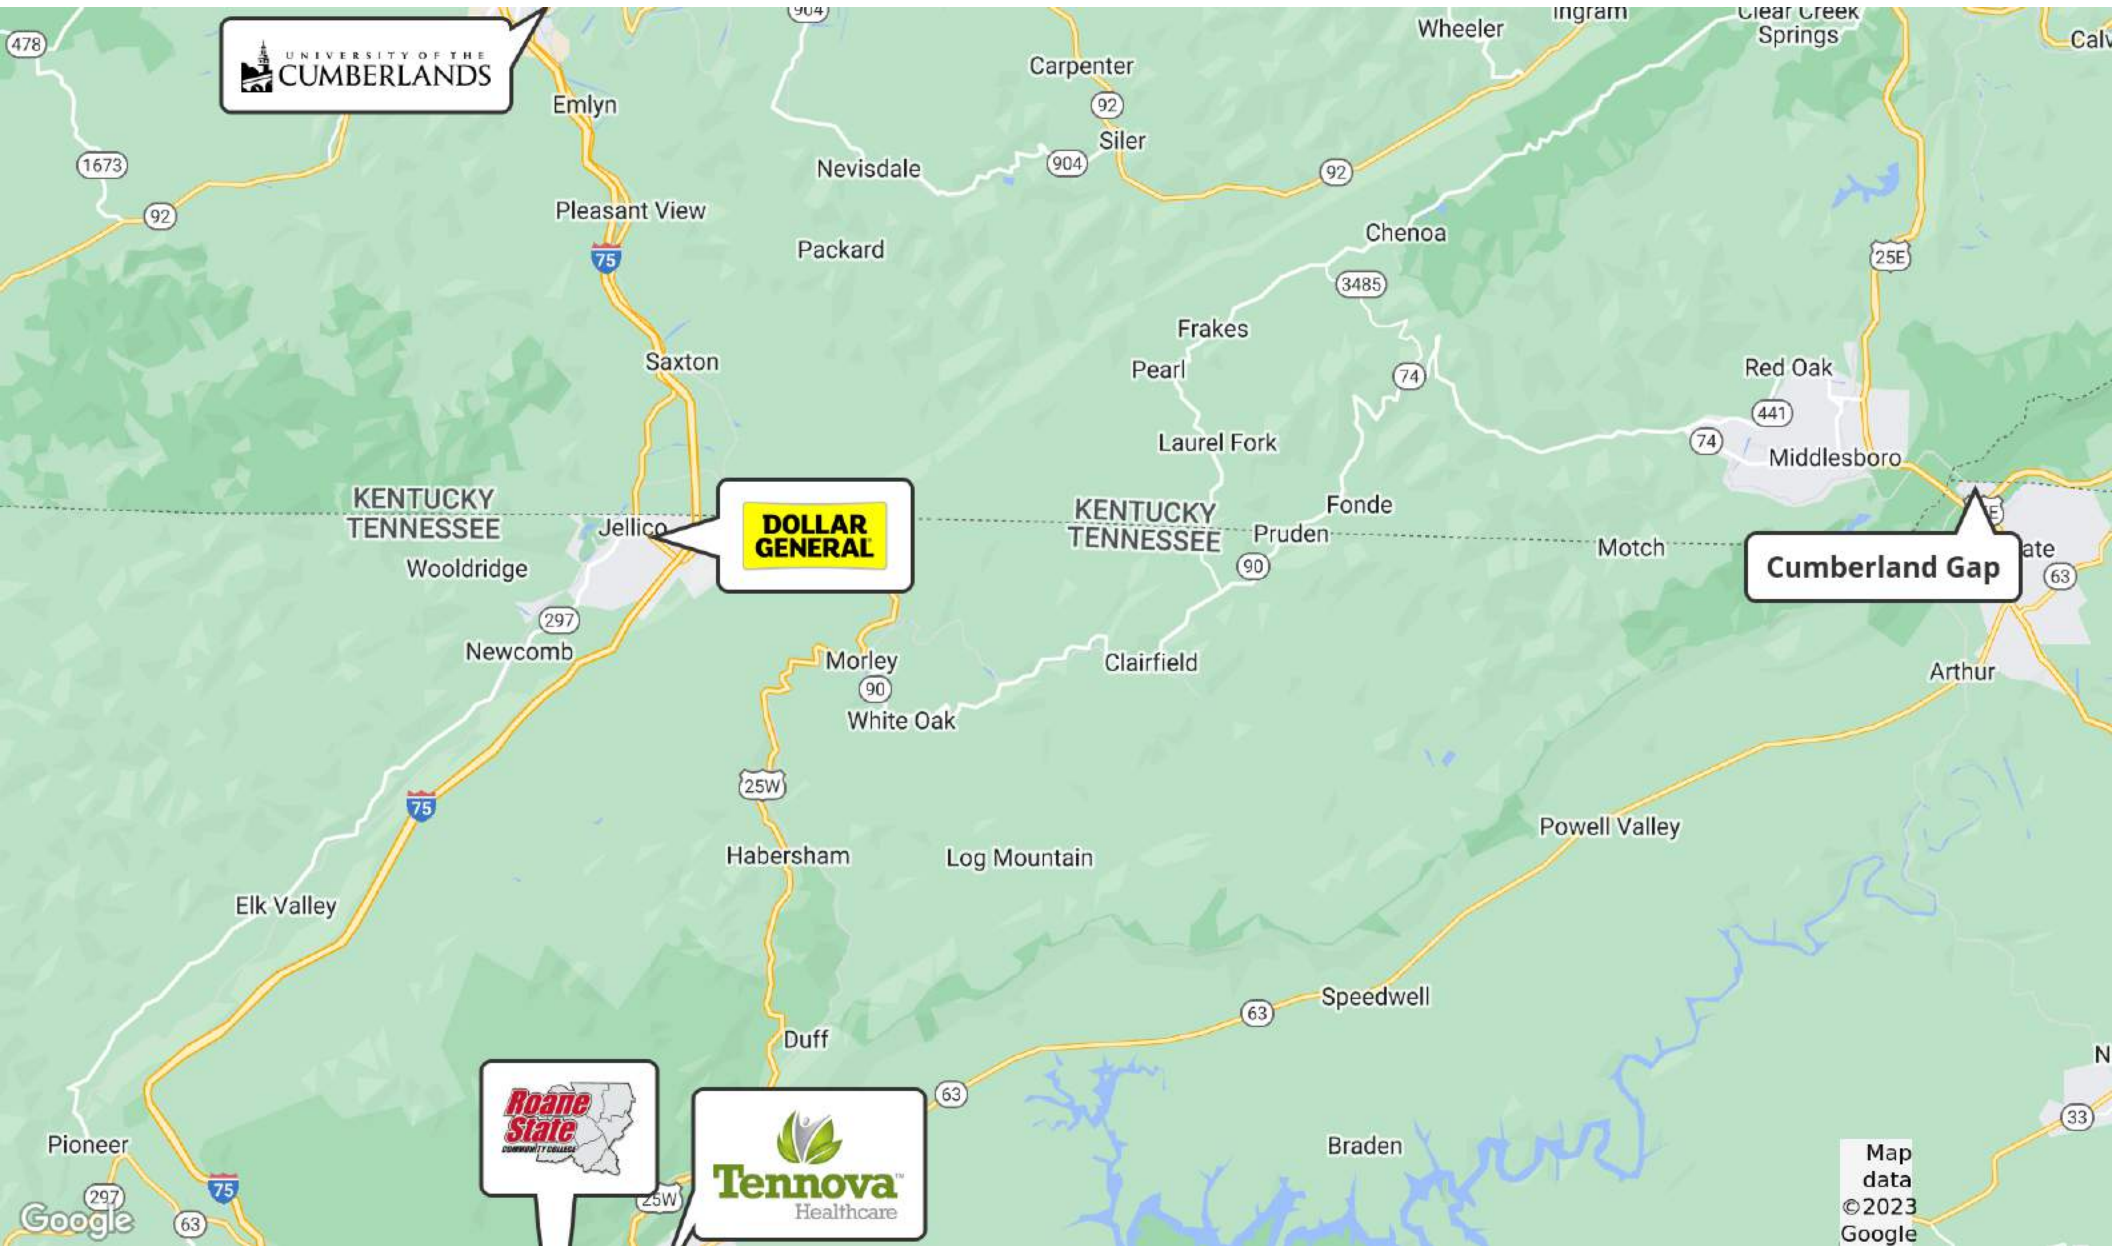 904
Wheeler
Ingram
Clear Creek
Springs
478
UNIVERSITY OF THE
CUMBERLANDS
Carpenter
Emlyn
92
Siler
1673
Nevisdale
904
92
92
Pleasant View
Packard
Chenoa
75
25E
3485
Frakes
Saxton
Pearl
74
Red Oak
441
Laurel Fork
74
Middlesboro
KENTUCKY
TENNESSEE
Jellico
DOLLAR
GENERAL
KENTUCKY
TENNESSEE
Fonde
Pruden
Motch
Wooldridge
90
Cumberland Gap
63
297
Newcomb
Morley
Clairfield
Arthur
90
White Oak
25W
75
Powell Valley
Habersham
Log Mountain
Elk Valley
Speedwell
63
Duff
63
Roane
State
COMMUNITY COLLEGE
Tennova™
Healthcare
33
Pioneer
Braden
75
297
25W
63
Google
Map
data
©2023
Google